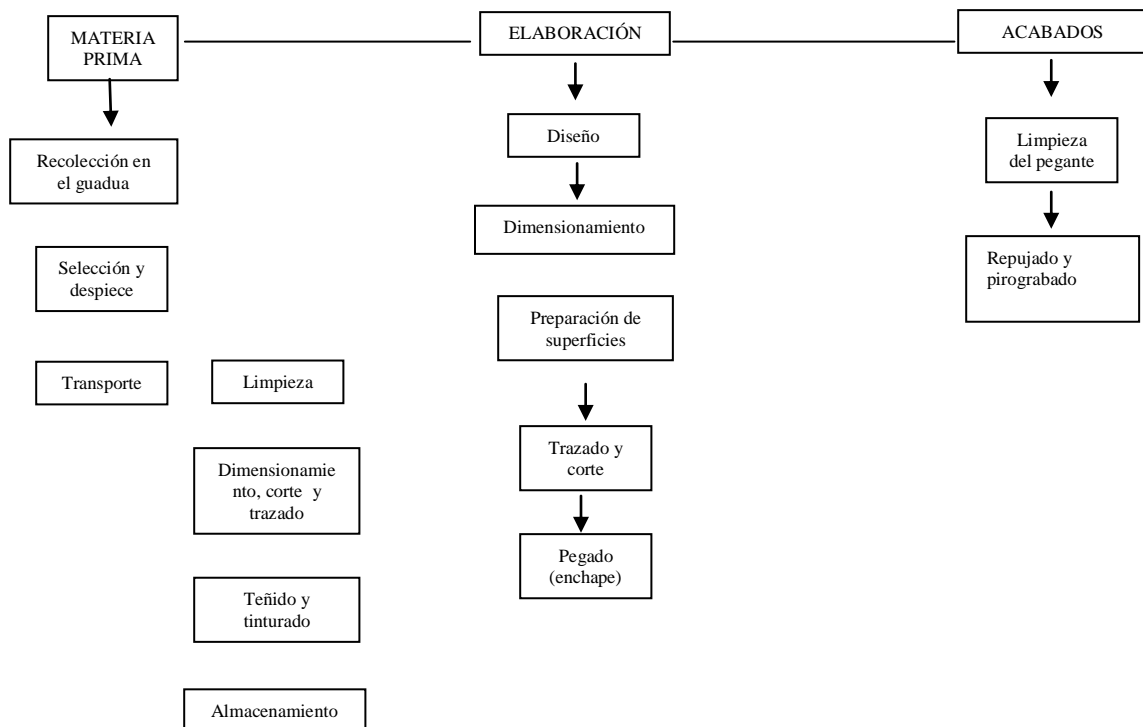 MATERIA
PRIMA
ELABORACIÓN
ACABADOS
Recolección en
el guadua
Selección y
despiece
Transporte
Limpieza
Dimensionamie
nto, corte y
trazado
Teñido y
tinturado
Almacenamiento
Diseño
Dimensionamiento
Preparación de
superficies
Trazado y
corte
Pegado
(enchape)
Limpieza
del pegante
Repujado y
pirograbado